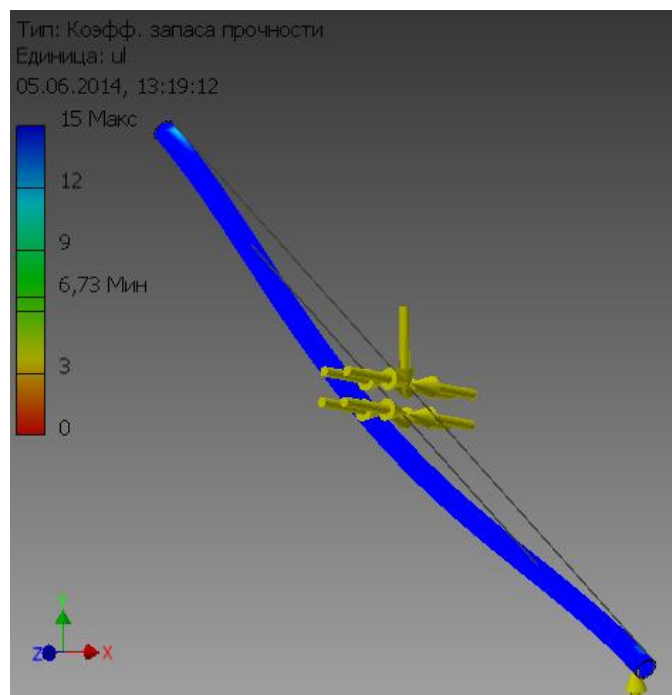 Тип: Коэфф. запаса прочности
Единица: ul
05.06.2014, 13:19:12
15 Макс
12
9
6,73 Мин
3
0
Y
Z X